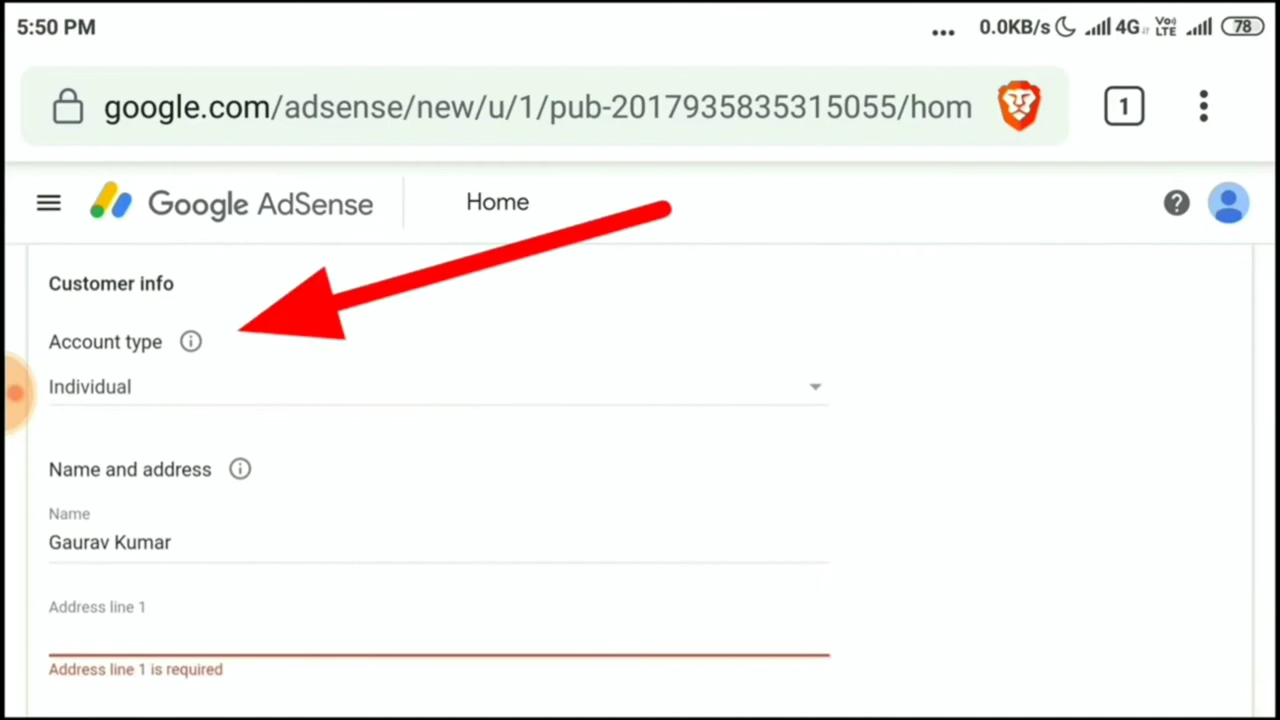 5:50 PM ... 0.0KB/s 4G Vo) LTE 78
google.com/adsense/new/u/1/pub-2017935835315055/hom 1
Google AdSense Home ?
Customer info
Account type
Individual
Name and address
Name
Gaurav Kumar
Address line 1
Address line 1 is required